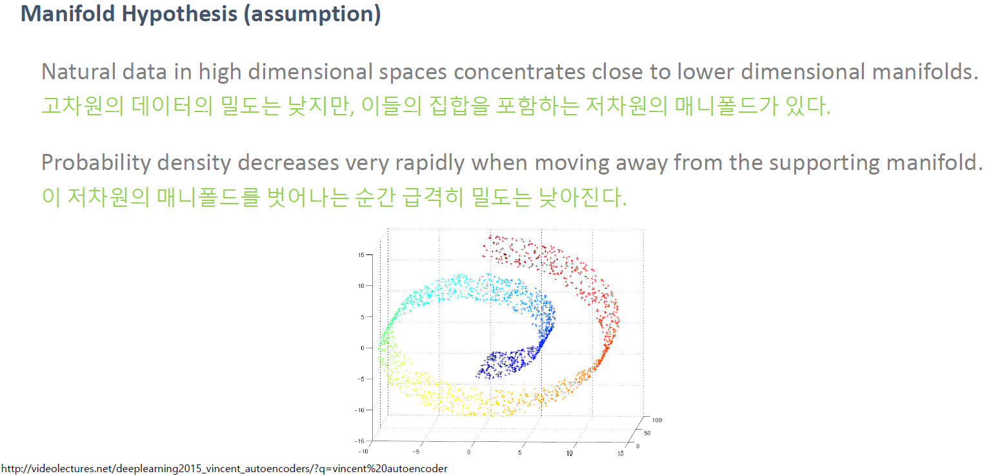 Manifold Hypothesis (assumption)
Natural data in high dimensional spaces concentrates close to lower dimensional manifolds.
고차원의 데이터의 밀도는 낮지만, 이들의 집합을 포함하는 저차원의 매니폴드가 있다.
Probability density decreases very rapidly when moving away from the supporting manifold.
이 저차원의 매니폴드를 벗어나는 순간 급격히 밀도는 낮아진다.
15
10
5
0
-5
-10
-15
-10 -5 0 5 10 15
100
50
0
http://videolectures.net/deeplearning2015_vincent_autoencoders/?q=vincent%20autoencoder